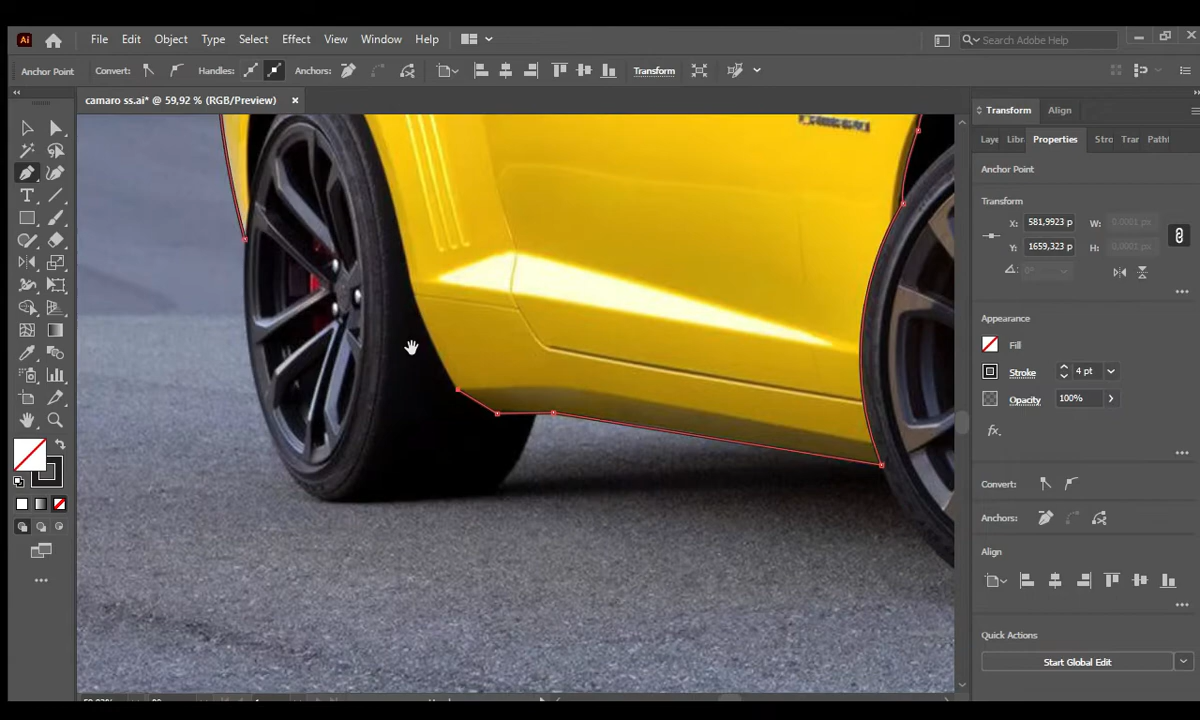 Ai File Edit Object Type Select Effect View Window Help Search Adobe Help
Anchor Point Convert: Handles: Anchors: Transform
camaro ss.ai* @ 59,92 % (RGB/Preview) ×
Transform Align
Laye Libra Properties Stro Tran Pathf
Anchor Point
Transform
X: 581,9923 p W: 0.0001 px
Y: 1659,323 p H: 0.0001 px
0°
Appearance
Fill
Stroke 4 pt
Opacity 100%
fx.
Convert:
Anchors:
Align
Quick Actions
Start Global Edit